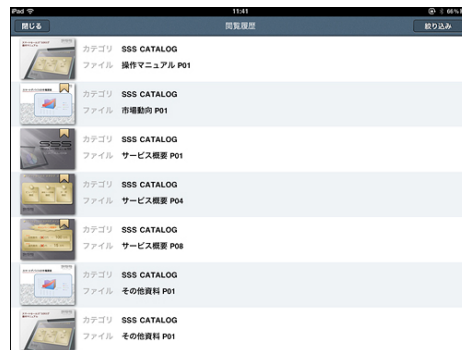 iPad 11:41 66%
閉じる 閲覧履歴 絞り込み
カテゴリ SSS CATALOG
ファイル 操作マニュアル P01
カテゴリ SSS CATALOG
ファイル 市場動向 P01
SSS
カテゴリ SSS CATALOG
ファイル サービス概要 P01
カテゴリ SSS CATALOG
ファイル サービス概要 P04
カテゴリ SSS CATALOG
ファイル サービス概要 P08
カテゴリ SSS CATALOG
ファイル その他資料 P01
カテゴリ SSS CATALOG
ファイル その他資料 P01